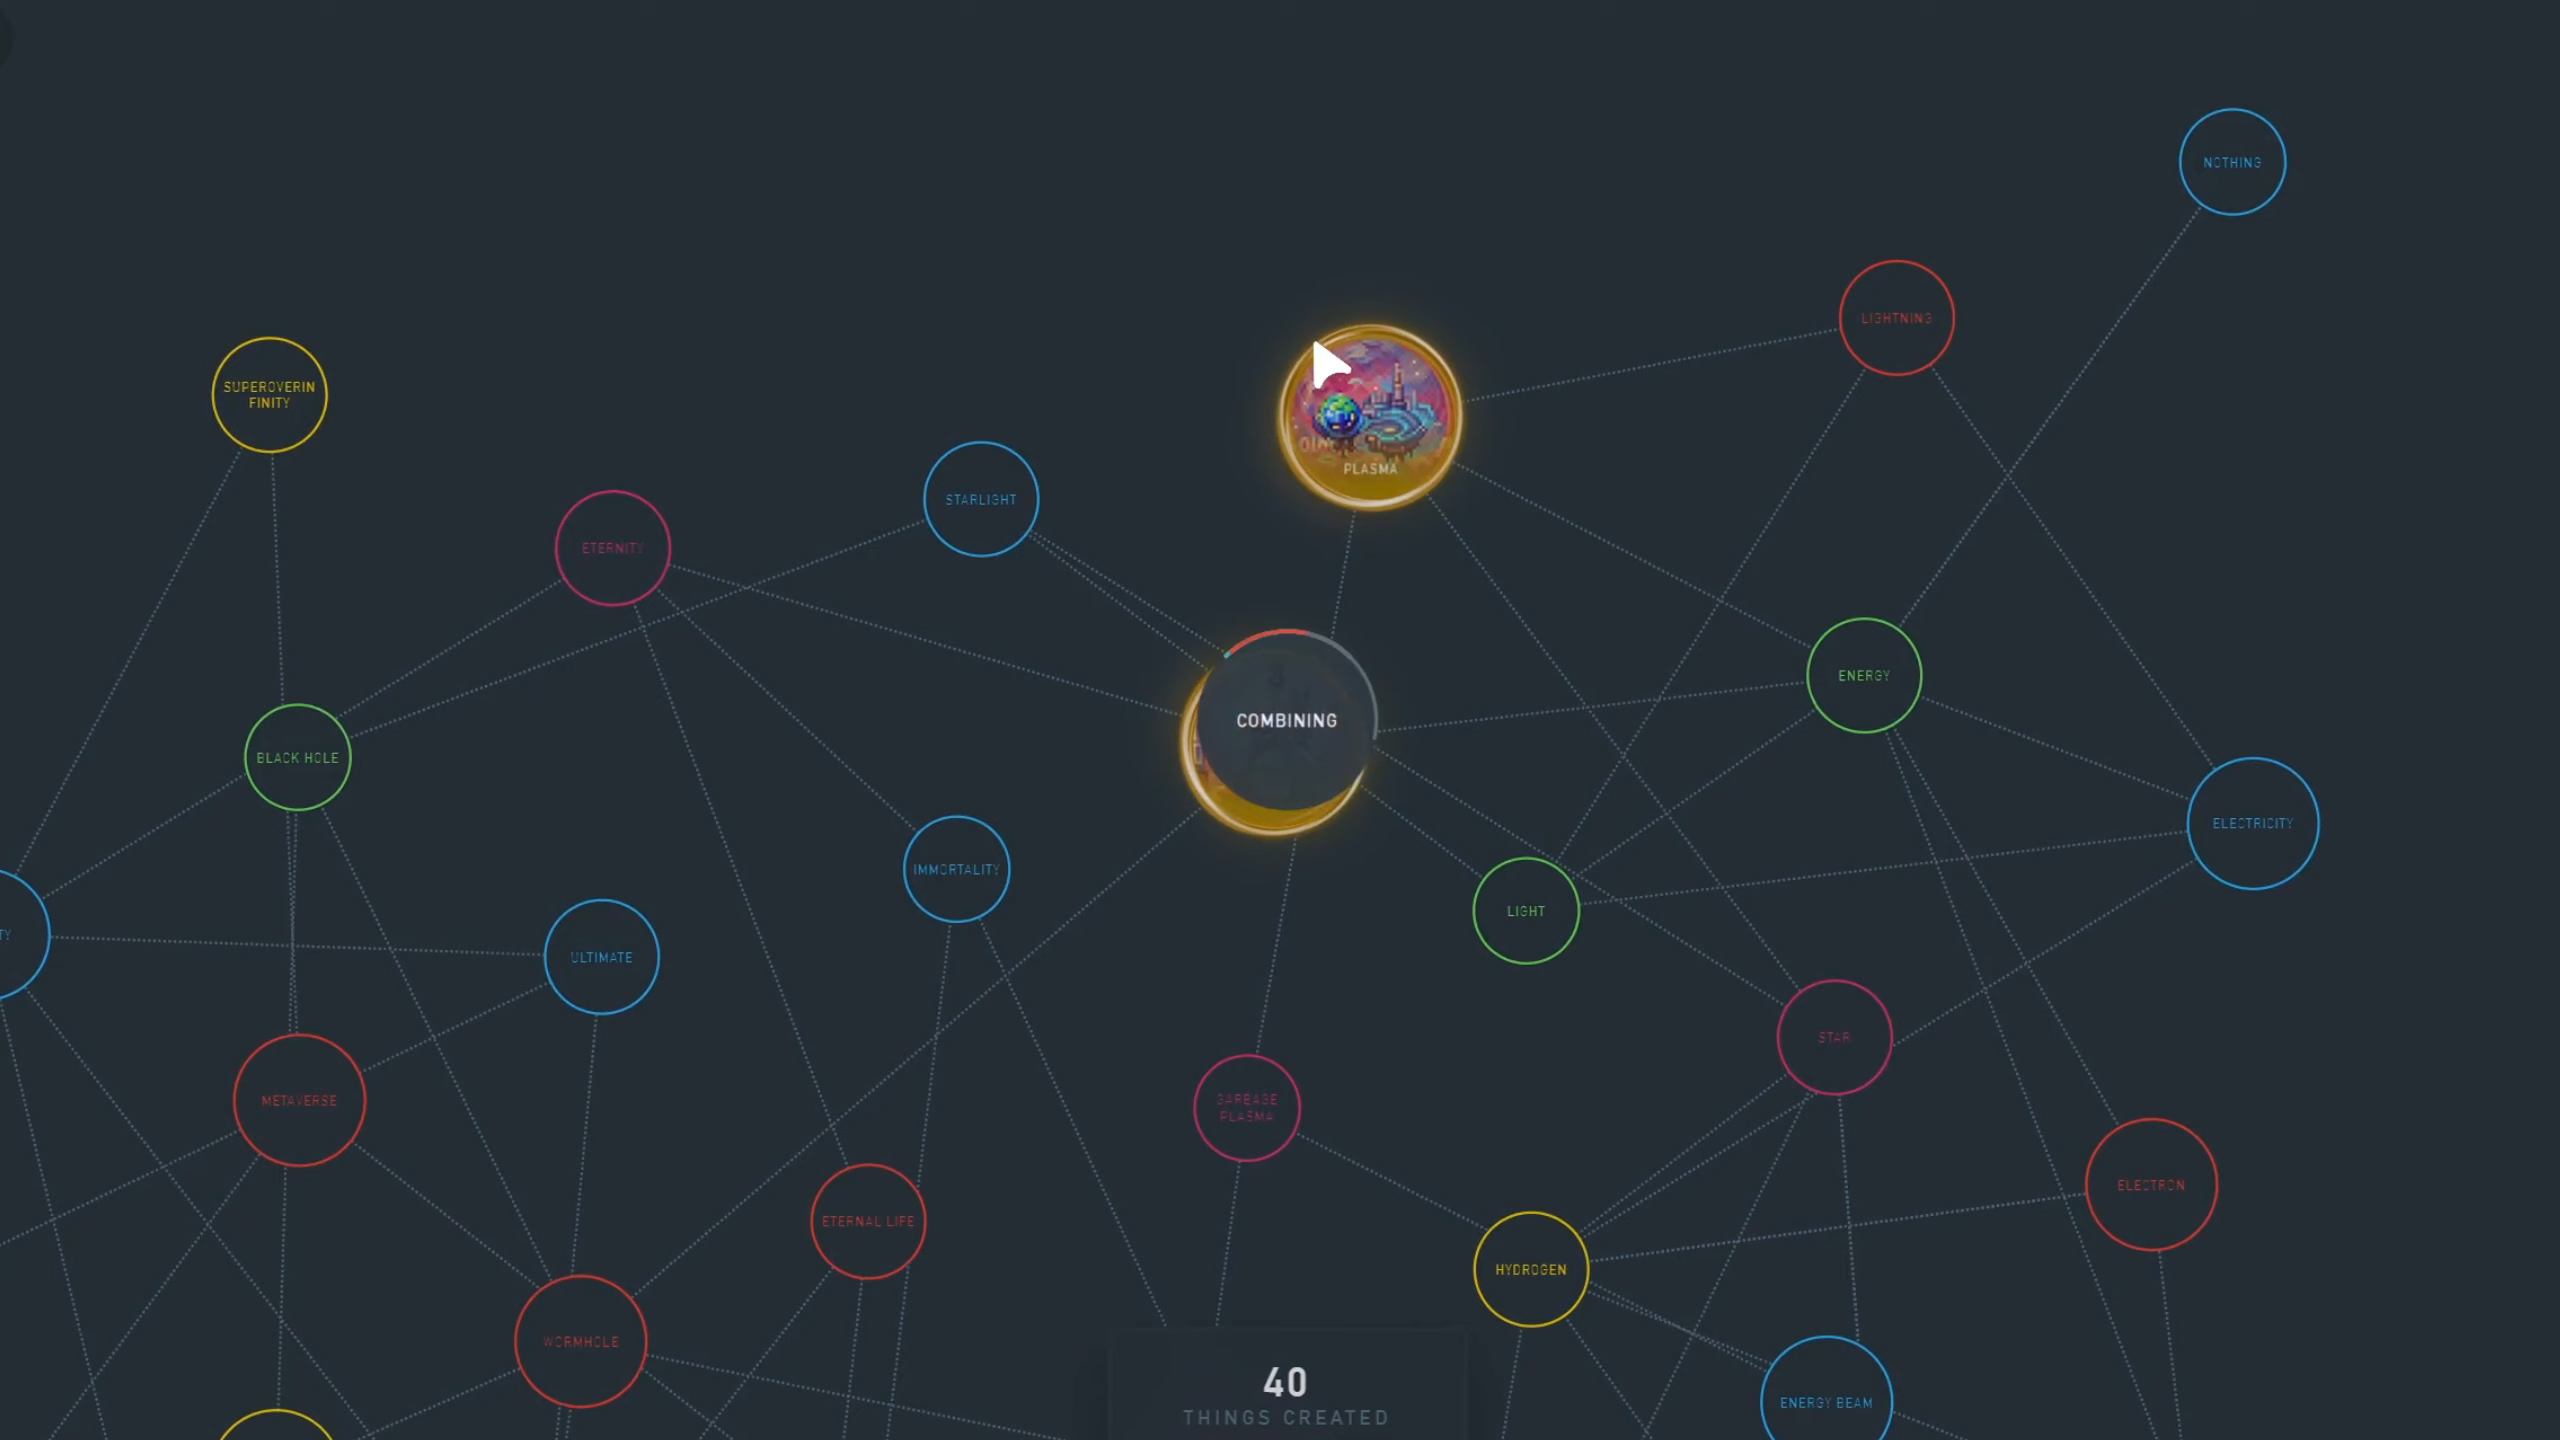 NOTHING
LIGHTNING
SUPEROVERIN
FINITY
PLASMA
STARLIGHT
ETERNITY
ENERGY
COMBINING
BLACK HOLE
ELECTRICITY
IMMORTALITY
LIGHT
TY
ULTIMATE
STAR
METAVERSE
GARBAGE
PLASMA
ELECTRON
ETERNAL LIFE
HYDROGEN
WORMHOLE
40
THINGS CREATED
ENERGY BEAM